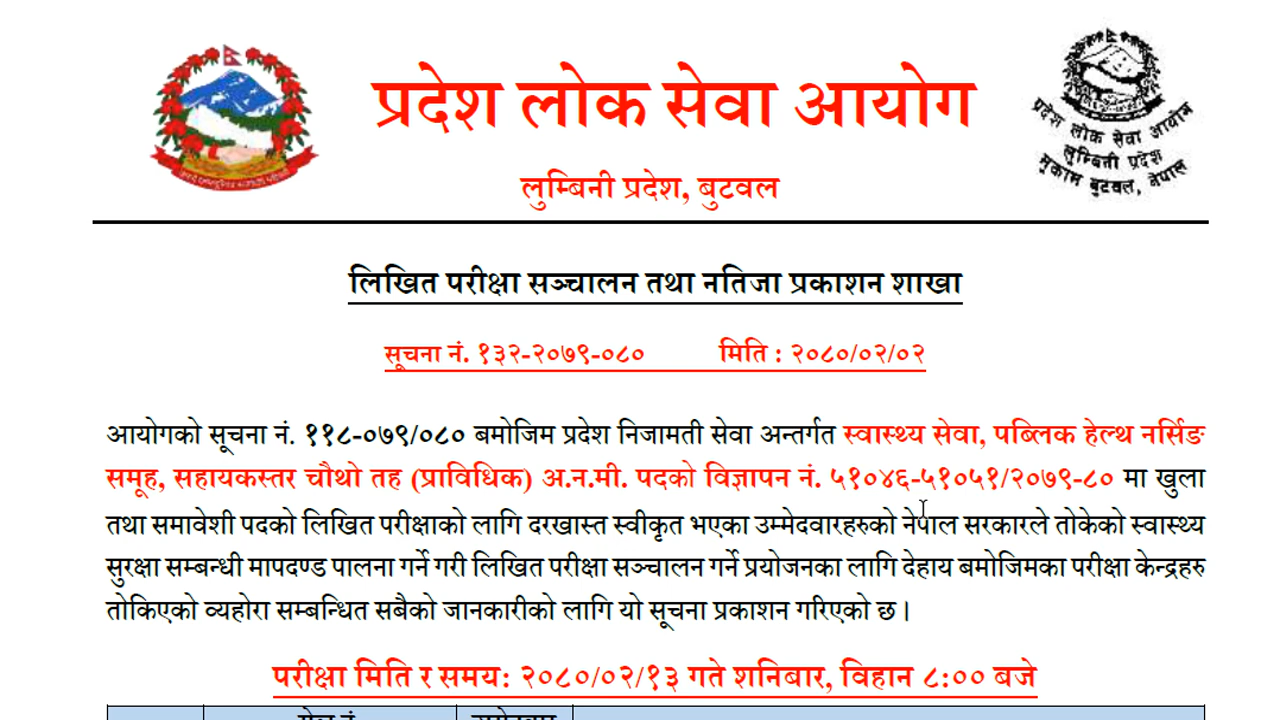 प्रदेश लोक सेवा आयोग
लुम्बिनी प्रदेश, बुटवल
प्रदेश लोक सेवा आयोग
लुम्बिनी प्रदेश
मुकाम बुटवल, नेपाल
लिखित परीक्षा सञ्चालन तथा नतिजा प्रकाशन शाखा
सूचना नं. १३२-२०७९-०८० मिति : २०८०/०२/०२
आयोगको सूचना नं. ११८-०७९/०८० बमोजिम प्रदेश निजामती सेवा अन्तर्गत स्वास्थ्य सेवा, पब्लिक हेल्थ नर्सिङ
समूह, सहायकस्तर चौथो तह (प्राविधिक) अ.न.मी. पदको विज्ञापन नं. ५१०४६-५१०५१/२०७९-८० मा खुला
तथा समावेशी पदको लिखित परीक्षाको लागि दरखास्त स्वीकृत भएका उम्मेदवारहरुको नेपाल सरकारले तोकेको स्वास्थ्य
सुरक्षा सम्बन्धी मापदण्ड पालना गर्ने गरी लिखित परीक्षा सञ्चालन गर्ने प्रयोजनका लागि देहाय बमोजिमका परीक्षा केन्द्रहरु
तोकिएको व्यहोरा सम्बन्धित सबैको जानकारीको लागि यो सूचना प्रकाशन गरिएको छ।
परीक्षा मिति र समय: २०८०/०२/१३ गते शनिबार, विहान ८:०० बजे